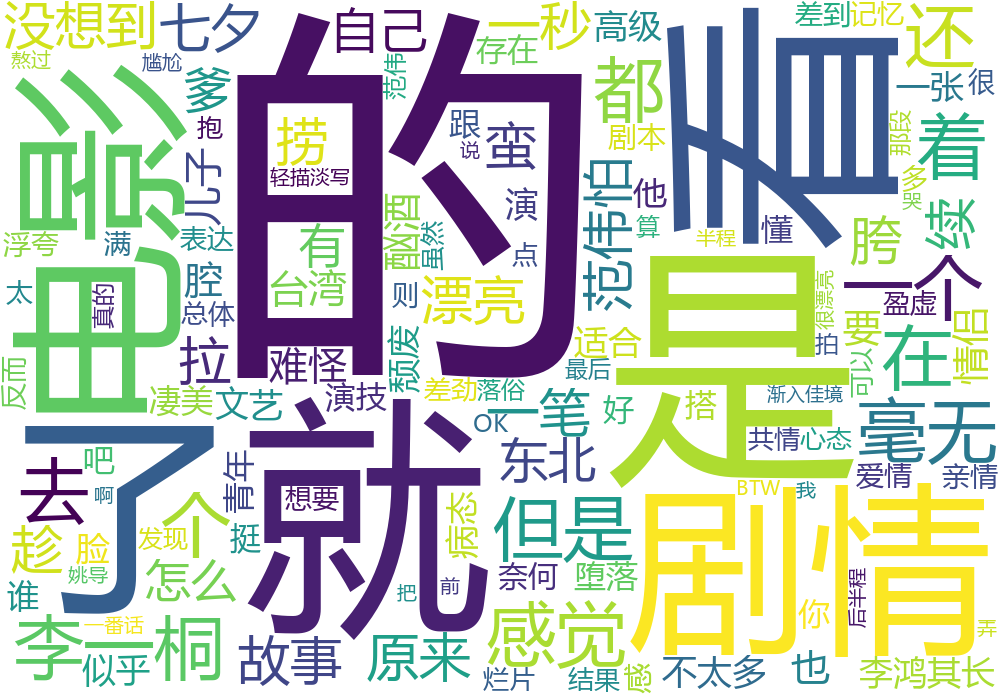 没想到
七夕
的
自己
一秒
高级
差到
记忆
还
看
熬过
尴尬
爹
范伟
存在
都
一张
很
电影
抱
捞
跟
说
蛮
剧本
那段
着
轻描淡写
儿子
范伟怕
他
多
哭
演
酗酒
虽然
算
半程
懂
胯
续
浮夸
满
表达
有
点
太
腔
台湾
则
漂亮
是
很漂亮
一个
盈虚
真的
总体
要
情侣
拉
难怪
颓废
适合
拍
在
反而
最后
可以
凄美
文艺
演技
差劲
落俗
OK
一笔
好
搭
渐入佳境
毫无
了
就
共情
心态
去
吧
青年
东北
爱情
亲情
啊
想要
BTW
我
个
趁
脸
发现
挺
病态
但是
剧情
姚导
怎么
把
前
奈何
堕落
谁
后半程
你
李一桐
一番话
似乎
故事
原来
感觉
弄
烂片
结果
感
不太多
也
李鸿其长